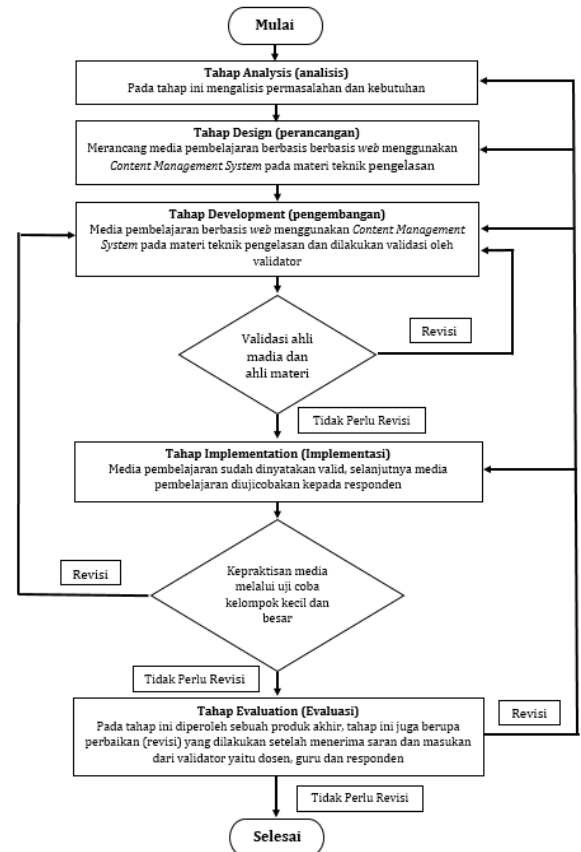 Mulai
Tahap Analysis (analisis)
Pada tahap ini mengalisis permasalahan dan kebutuhan
Tahap Design (perancangan)
Merancang media pembelajaran berbasis berbasis web menggunakan
Content Management System pada materi teknik pengelasan
Tahap Development (pengembangan)
Media pembelajaran berbasis web menggunakan Content Management
System pada materi teknik pengelasan dan dilakukan validasi oleh
validator
Revisi
Validasi ahli
madia dan
ahli materi
Tidak Perlu Revisi
Tahap Implementation (Implementasi)
Media pembelajaran sudah dinyatakan valid, selanjutnya media
pembelajaran diujicobakan kepada responden
Revisi
Kepraktisan media
melalui uji coba
kelompok kecil dan
besar
Tidak Perlu Revisi
Tahap Evaluation (Evaluasi)
Pada tahap ini diperoleh sebuah produk akhir, tahap ini juga berupa
perbaikan (revisi) yang dilakukan setelah menerima saran dan masukan
dari validator yaitu dosen, guru dan responden
Revisi
Tidak Perlu Revisi
Selesai